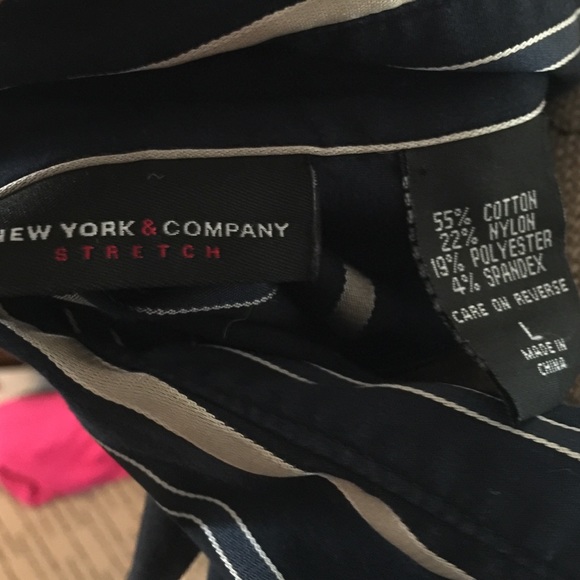 NEW YORK & COMPANY
STRETCH
55% COTTON
22% NYLON
19% POLYESTER
4% SPANDEX
CARE ON REVERSE
L
MADE IN
CHINA